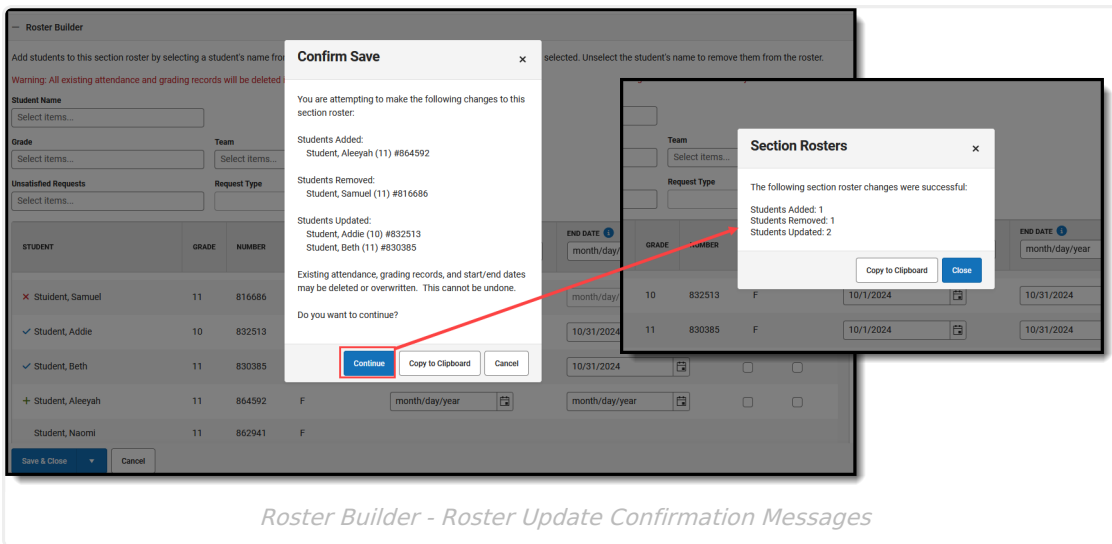 Roster Builder
Add students to this section roster by selecting a student's name from
selected. Unselect the student's name to remove them from the roster.
Warning: All existing attendance and grading records will be deleted
Student Name
Select items...
Grade
Team
Select items...
Select items...
Unsatisfied Requests
Request Type
Select items...
STUDENT
GRADE
NUMBER
END DATE
month/day/
× Stuident, Samuel
11
816686
month/day/
✓ Student, Addie
10
832513
10/31/2024
✓ Student, Beth
11
830385
10/31/2024
+ Student, Aleeyah
11
864592
F
month/day/year
month/day/year
Student, Naomi
11
862941
F
Save & Close
Cancel
Confirm Save
×
You are attempting to make the following changes to this
section roster:
Students Added:
Student, Aleeyah (11) #864592
Students Removed:
Student, Samuel (11) #816686
Students Updated:
Student, Addie (10) #832513
Student, Beth (11) #830385
Existing attendance, grading records, and start/end dates
may be deleted or overwritten. This cannot be undone.
Do you want to continue?
Continue
Copy to Clipboard
Cancel
Team
Select items...
Request Type
GRADE
NUMBER
END DATE
month/day/year
10
832513
F
10/1/2024
10/31/2024
11
830385
F
10/1/2024
10/31/2024
Section Rosters
×
The following section roster changes were successful:
Students Added: 1
Students Removed: 1
Students Updated: 2
Copy to Clipboard
Close
Roster Builder - Roster Update Confirmation Messages